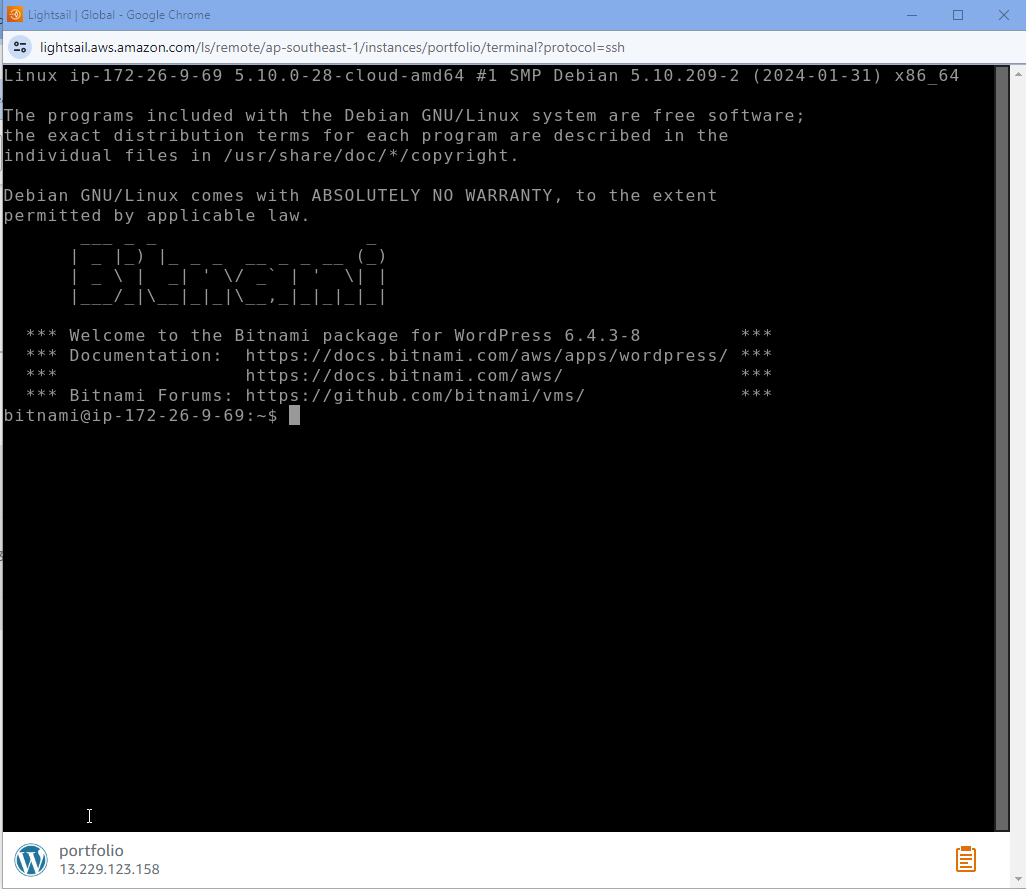 Lightsail | Global - Google Chrome
lightsail.aws.amazon.com/ls/remote/ap-southeast-1/instances/portfolio/terminal?protocol=ssh
Linux ip-172-26-9-69 5.10.0-28-cloud-amd64 #1 SMP Debian 5.10.209-2 (2024-01-31) x86_64
The programs included with the Debian GNU/Linux system are free software;
the exact distribution terms for each program are described in the
individual files in /usr/share/doc/*/copyright.
Debian GNU/Linux comes with ABSOLUTELY NO WARRANTY, to the extent
permitted by applicable law.
Bitnami
*** Welcome to the Bitnami package for WordPress 6.4.3-8 ***
*** Documentation: https://docs.bitnami.com/aws/apps/wordpress/ ***
*** https://docs.bitnami.com/aws/ ***
*** Bitnami Forums: https://github.com/bitnami/vms/ ***
bitnami@ip-172-26-9-69:~$
portfolio
13.229.123.158